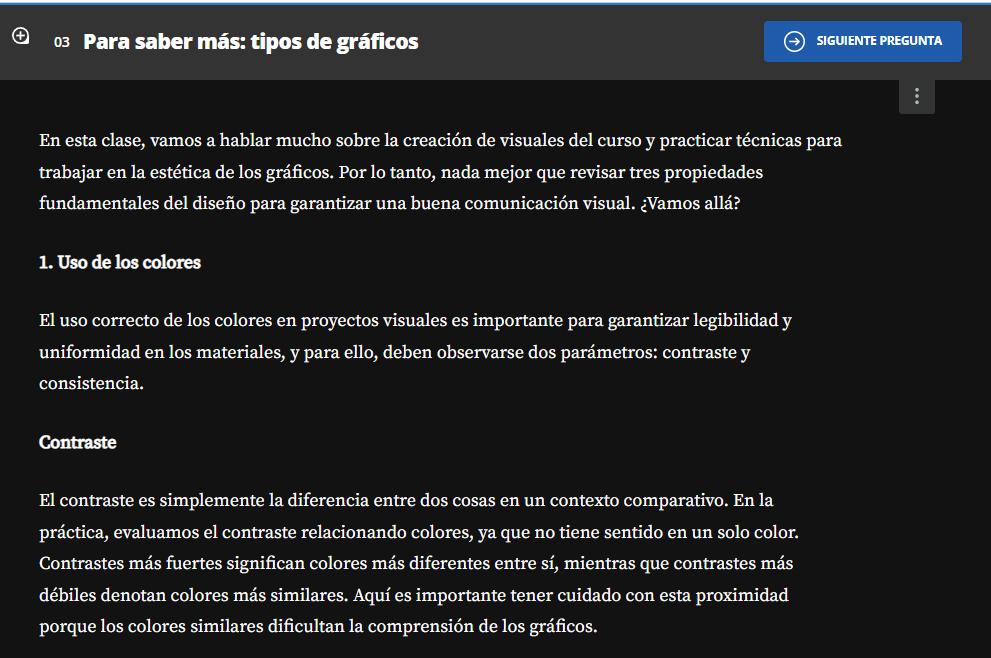 03 Para saber más: tipos de gráficos
SIGUIENTE PREGUNTA
En esta clase, vamos a hablar mucho sobre la creación de visuales del curso y practicar técnicas para
trabajar en la estética de los gráficos. Por lo tanto, nada mejor que revisar tres propiedades
fundamentales del diseño para garantizar una buena comunicación visual. ¿Vamos allá?
1. Uso de los colores
El uso correcto de los colores en proyectos visuales es importante para garantizar legibilidad y
uniformidad en los materiales, y para ello, deben observarse dos parámetros: contraste y
consistencia.
Contraste
El contraste es simplemente la diferencia entre dos cosas en un contexto comparativo. En la
práctica, evaluamos el contraste relacionando colores, ya que no tiene sentido en un solo color.
Contrastes más fuertes significan colores más diferentes entre sí, mientras que contrastes más
débiles denotan colores más similares. Aquí es importante tener cuidado con esta proximidad
porque los colores similares dificultan la comprensión de los gráficos.